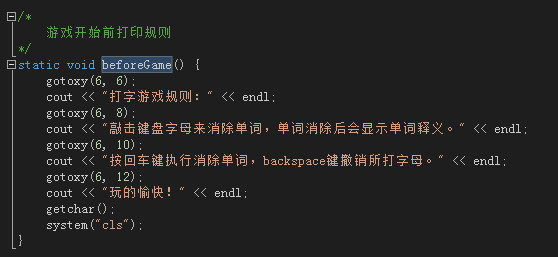 /*
游戏开始前打印规则
*/
static void beforeGame() {
gotoxy(6, 6);
cout << "打字游戏规则：" << endl;
gotoxy(6, 8);
cout << "敲击键盘字母来消除单词，单词消除后会显示单词释义。" << endl;
gotoxy(6, 10);
cout << "按回车键执行消除单词，backspace键撤销所打字母。" << endl;
gotoxy(6, 12);
cout << "玩的愉快！" << endl;
getchar();
system("cls");
}